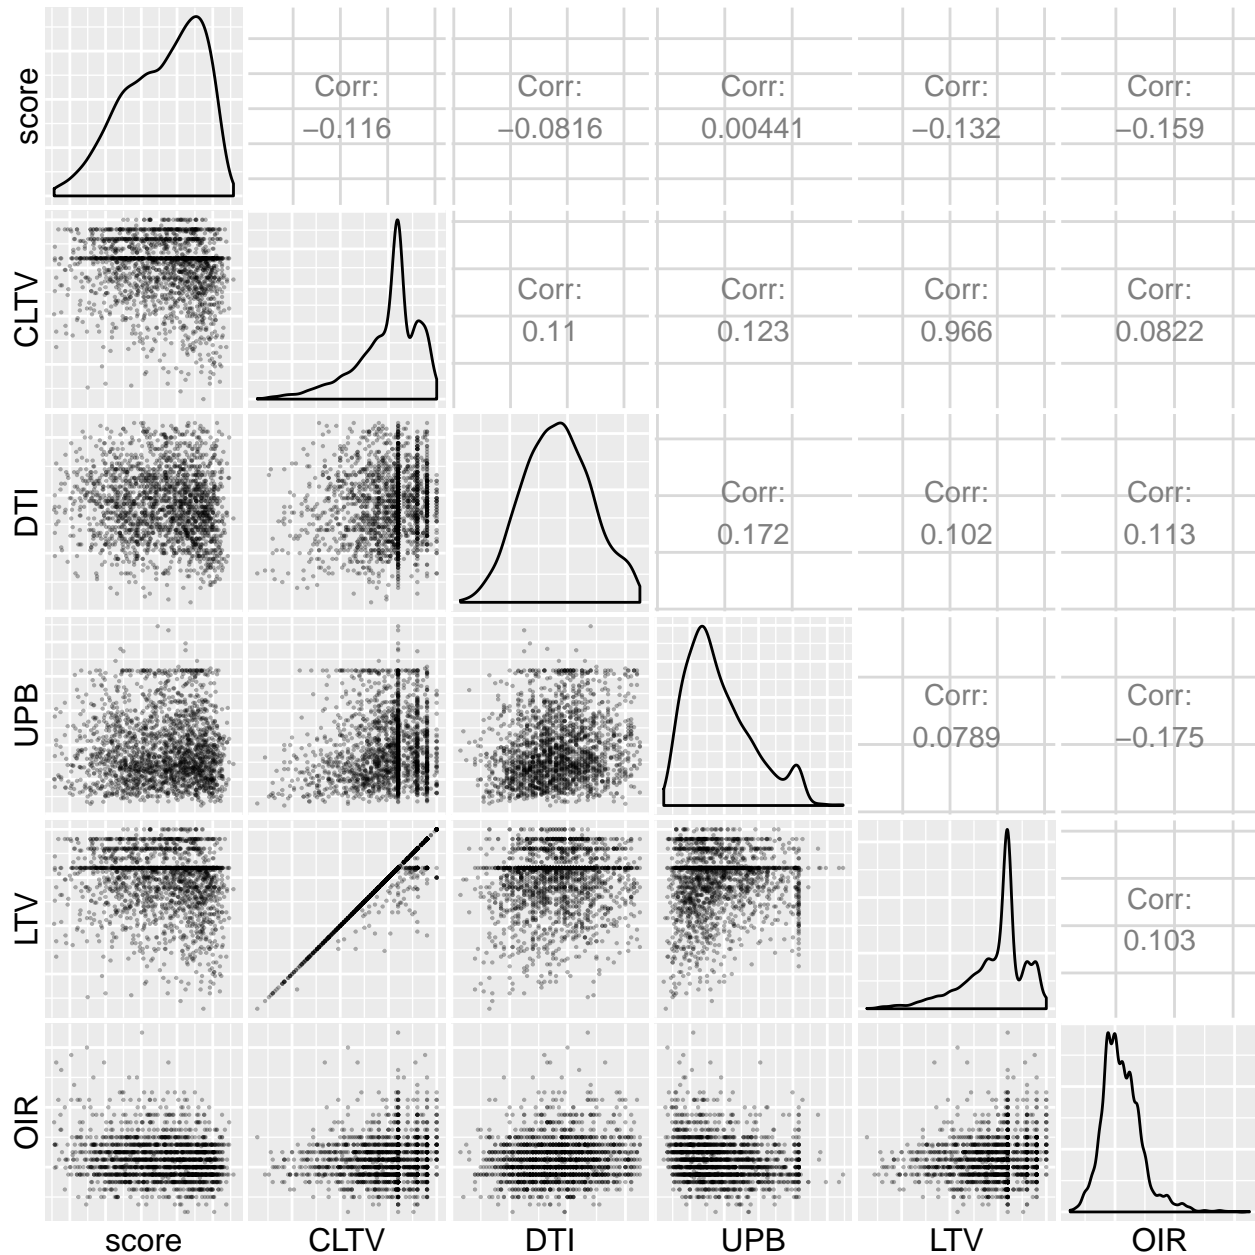 score
Corr:
−0.116
Corr:
−0.0816
Corr:
0.00441
Corr:
−0.132
Corr:
−0.159
CLTV
Corr:
0.11
Corr:
0.123
Corr:
0.966
Corr:
0.0822
DTI
Corr:
0.172
Corr:
0.102
Corr:
0.113
UPB
Corr:
0.0789
Corr:
−0.175
LTV
Corr:
0.103
OIR
score CLTV DTI UPB LTV OIR